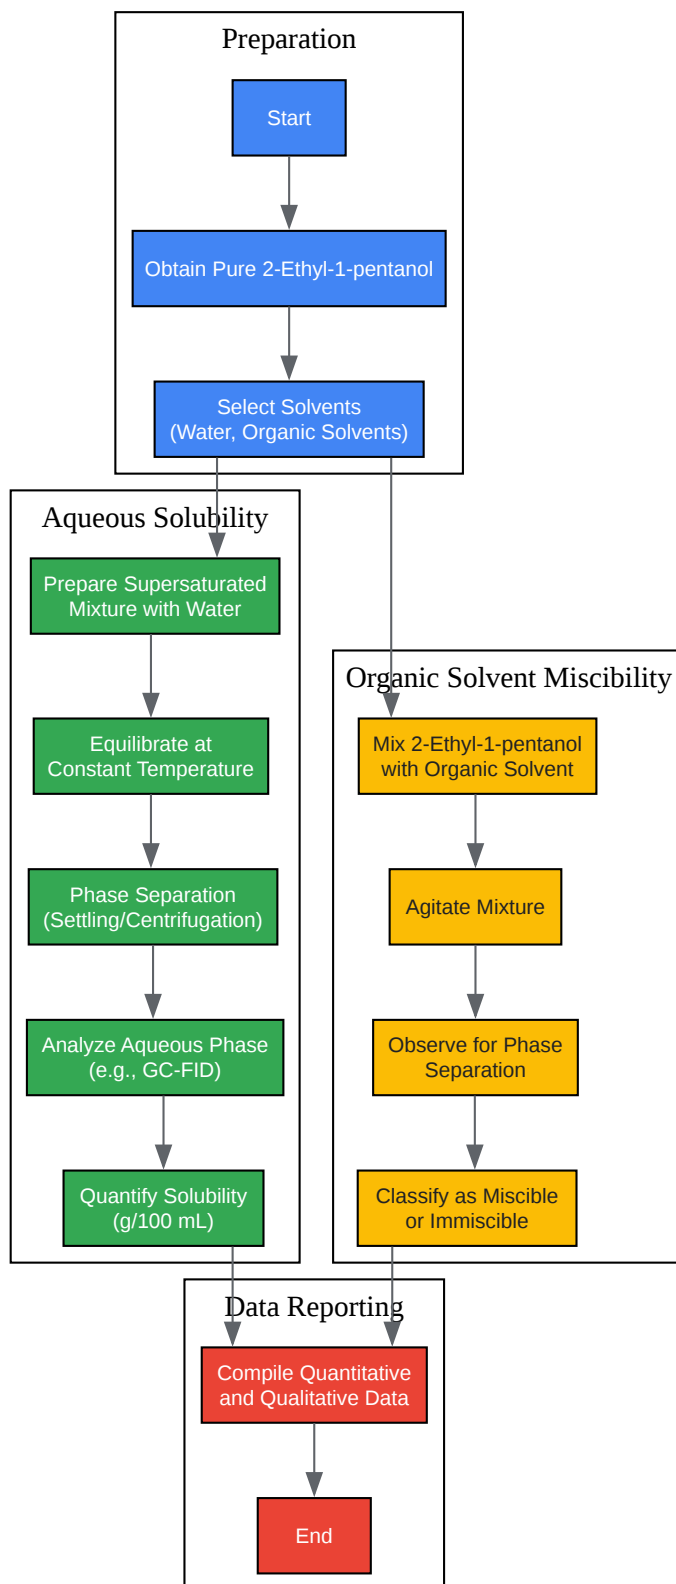 Preparation
Start
Obtain Pure 2-Ethyl-1-pentanol
Select Solvents
(Water, Organic Solvents)
Aqueous Solubility
Prepare Supersaturated
Mixture with Water
Equilibrate at
Constant Temperature
Phase Separation
(Settling/Centrifugation)
Analyze Aqueous Phase
(e.g., GC-FID)
Quantify Solubility
(g/100 mL)
Organic Solvent Miscibility
Mix 2-Ethyl-1-pentanol
with Organic Solvent
Agitate Mixture
Observe for Phase
Separation
Classify as Miscible
or Immiscible
Data Reporting
Compile Quantitative
and Qualitative Data
End